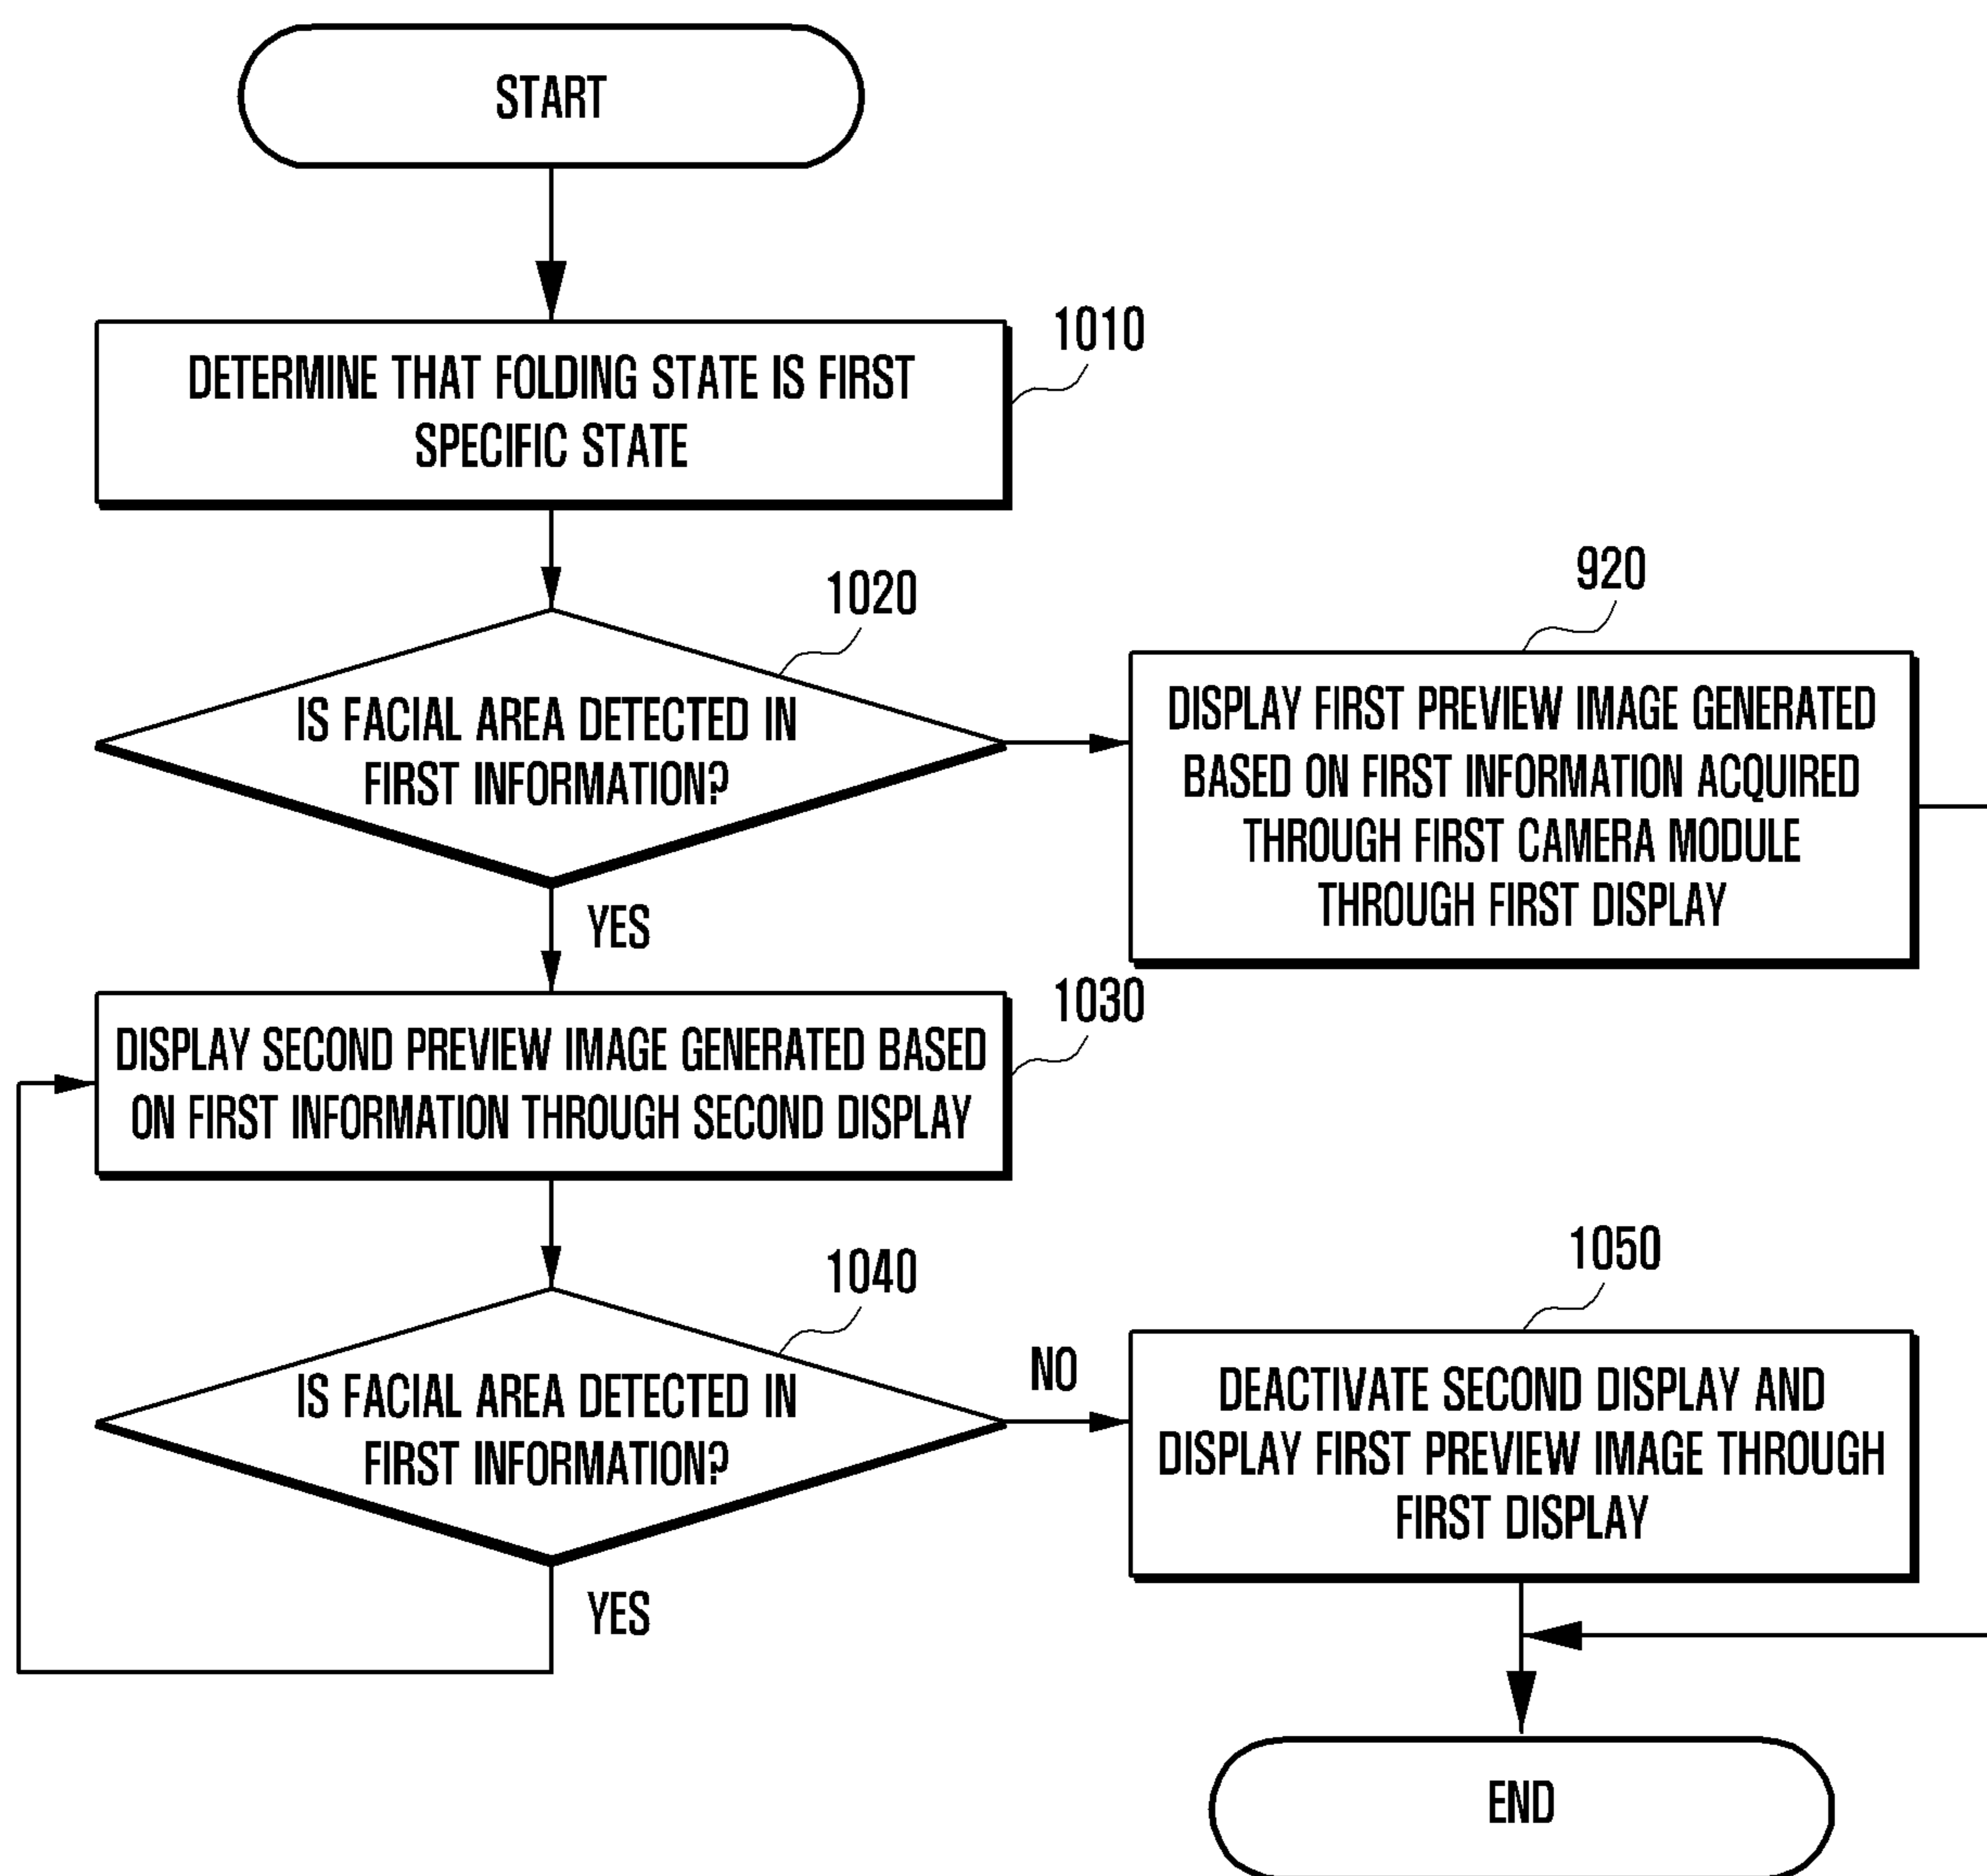 START
1010
DETERMINE THAT FOLDING STATE IS FIRST
SPECIFIC STATE
1020
IS FACIAL AREA DETECTED IN
FIRST INFORMATION?
920
DISPLAY FIRST PREVIEW IMAGE GENERATED
BASED ON FIRST INFORMATION ACQUIRED
THROUGH FIRST CAMERA MODULE
THROUGH FIRST DISPLAY
YES
1030
DISPLAY SECOND PREVIEW IMAGE GENERATED BASED
ON FIRST INFORMATION THROUGH SECOND DISPLAY
1040
IS FACIAL AREA DETECTED IN
FIRST INFORMATION?
NO
1050
DEACTIVATE SECOND DISPLAY AND
DISPLAY FIRST PREVIEW IMAGE THROUGH
FIRST DISPLAY
YES
END